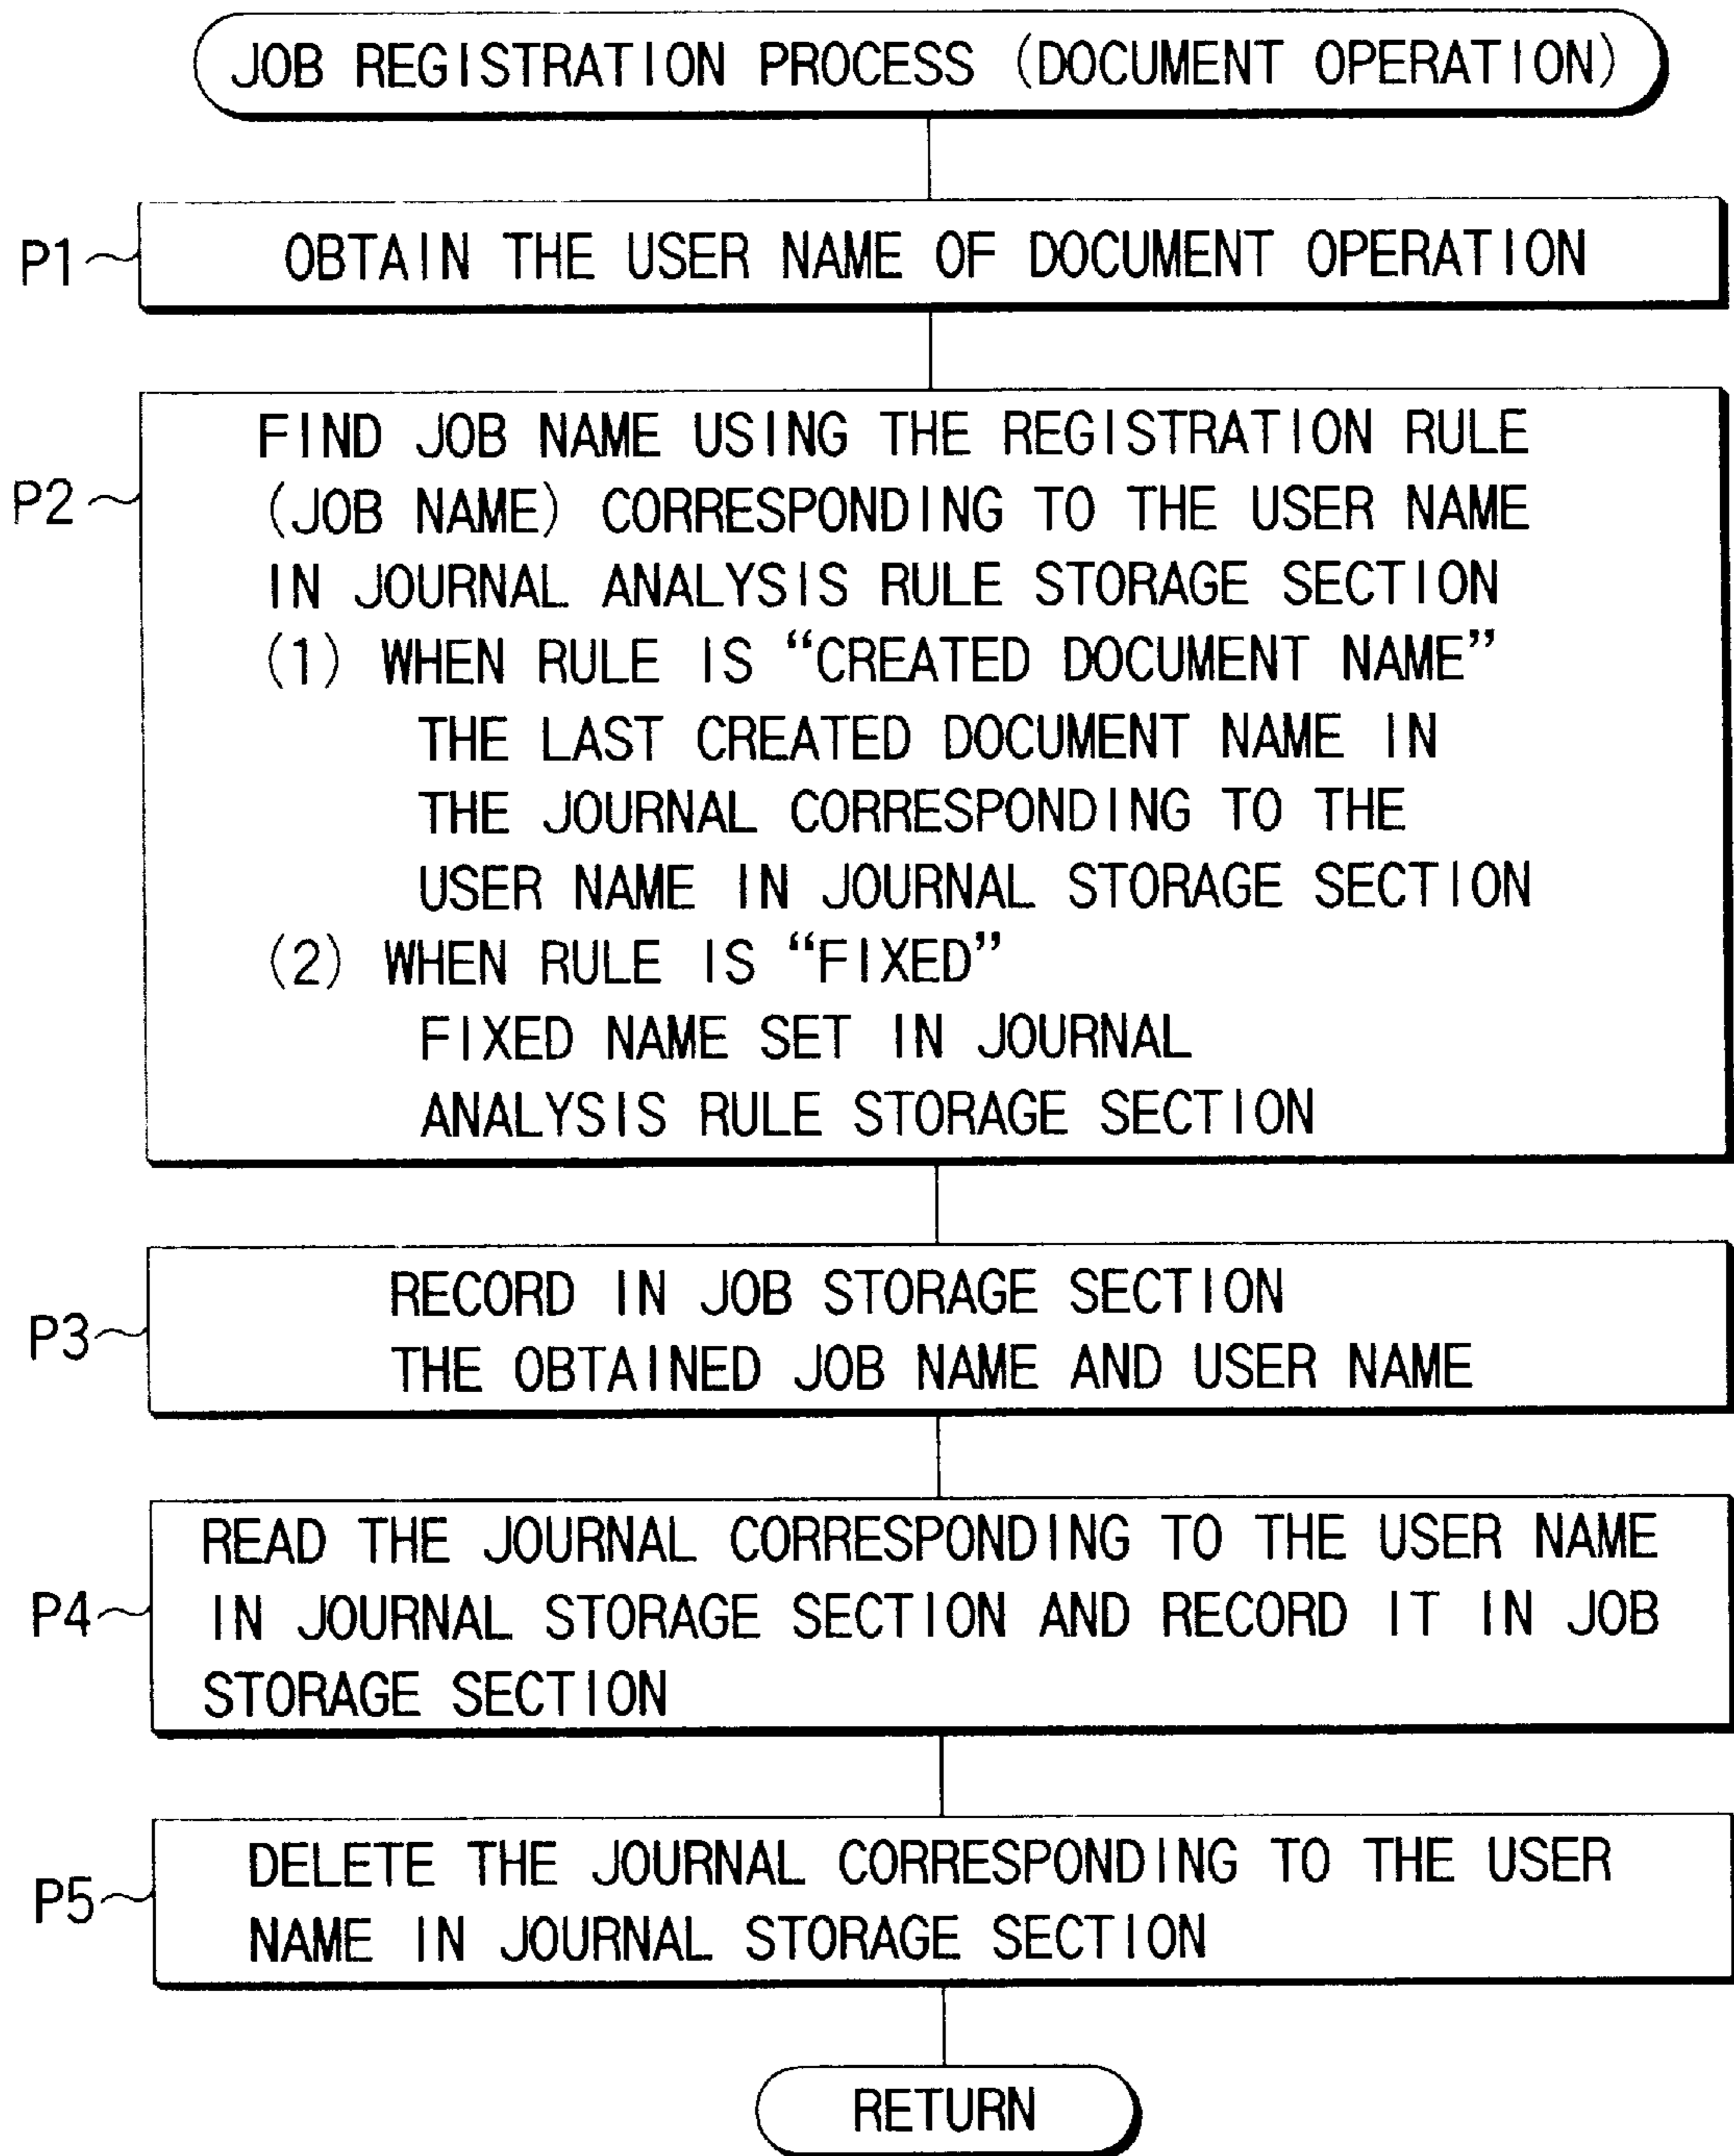 JOB REGISTRATION PROCESS (DOCUMENT OPERATION)
P1
OBTAIN THE USER NAME OF DOCUMENT OPERATION
P2
FIND JOB NAME USING THE REGISTRATION RULE
(JOB NAME) CORRESPONDING TO THE USER NAME
IN JOURNAL ANALYSIS RULE STORAGE SECTION
(1) WHEN RULE IS “CREATED DOCUMENT NAME”
THE LAST CREATED DOCUMENT NAME IN
THE JOURNAL CORRESPONDING TO THE
USER NAME IN JOURNAL STORAGE SECTION
(2) WHEN RULE IS “FIXED”
FIXED NAME SET IN JOURNAL
ANALYSIS RULE STORAGE SECTION
P3
RECORD IN JOB STORAGE SECTION
THE OBTAINED JOB NAME AND USER NAME
P4
READ THE JOURNAL CORRESPONDING TO THE USER NAME
IN JOURNAL STORAGE SECTION AND RECORD IT IN JOB
STORAGE SECTION
P5
DELETE THE JOURNAL CORRESPONDING TO THE USER
NAME IN JOURNAL STORAGE SECTION
RETURN